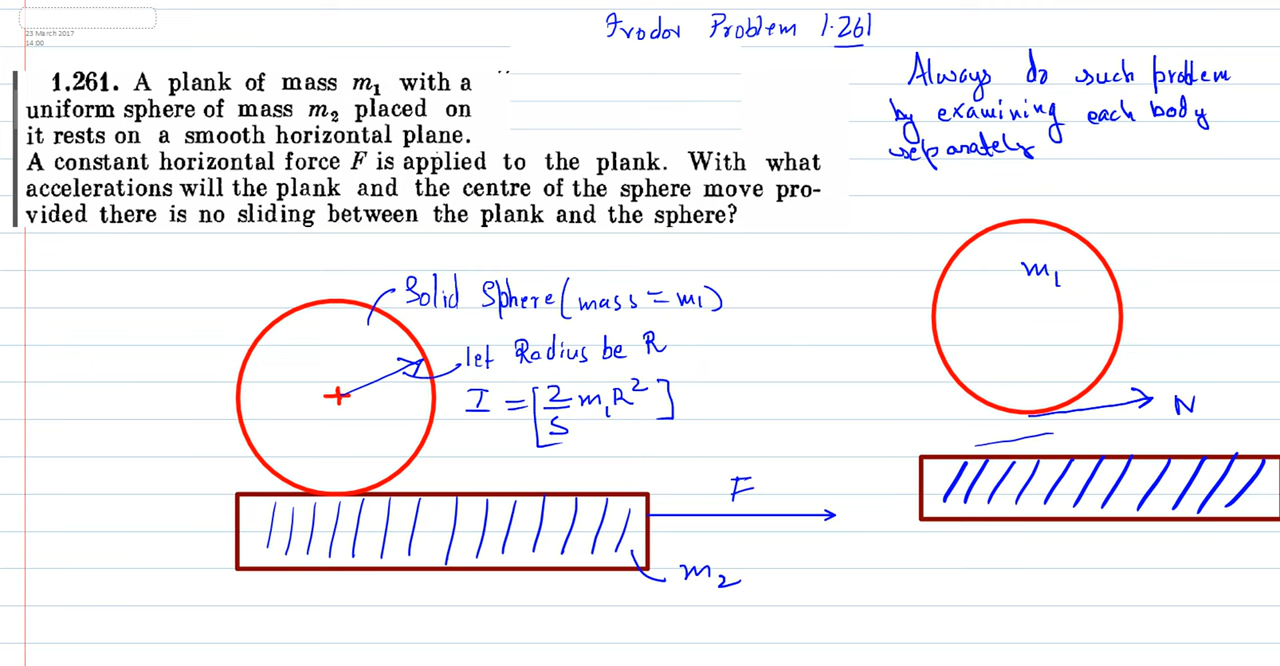 23 March 2017
14:00
Irodov Problem 1.261
1.261. A plank of mass m₁ with a
uniform sphere of mass m₂ placed on
it rests on a smooth horizontal plane.
A constant horizontal force F is applied to the plank. With what
accelerations will the plank and the centre of the sphere move pro-
vided there is no sliding between the plank and the sphere?
Always do such problem
by examining each body
separately
Solid Sphere (mass = m₁)
let Radius be R
I = [2/5 m₁R²]
F
m₂
m₁
N